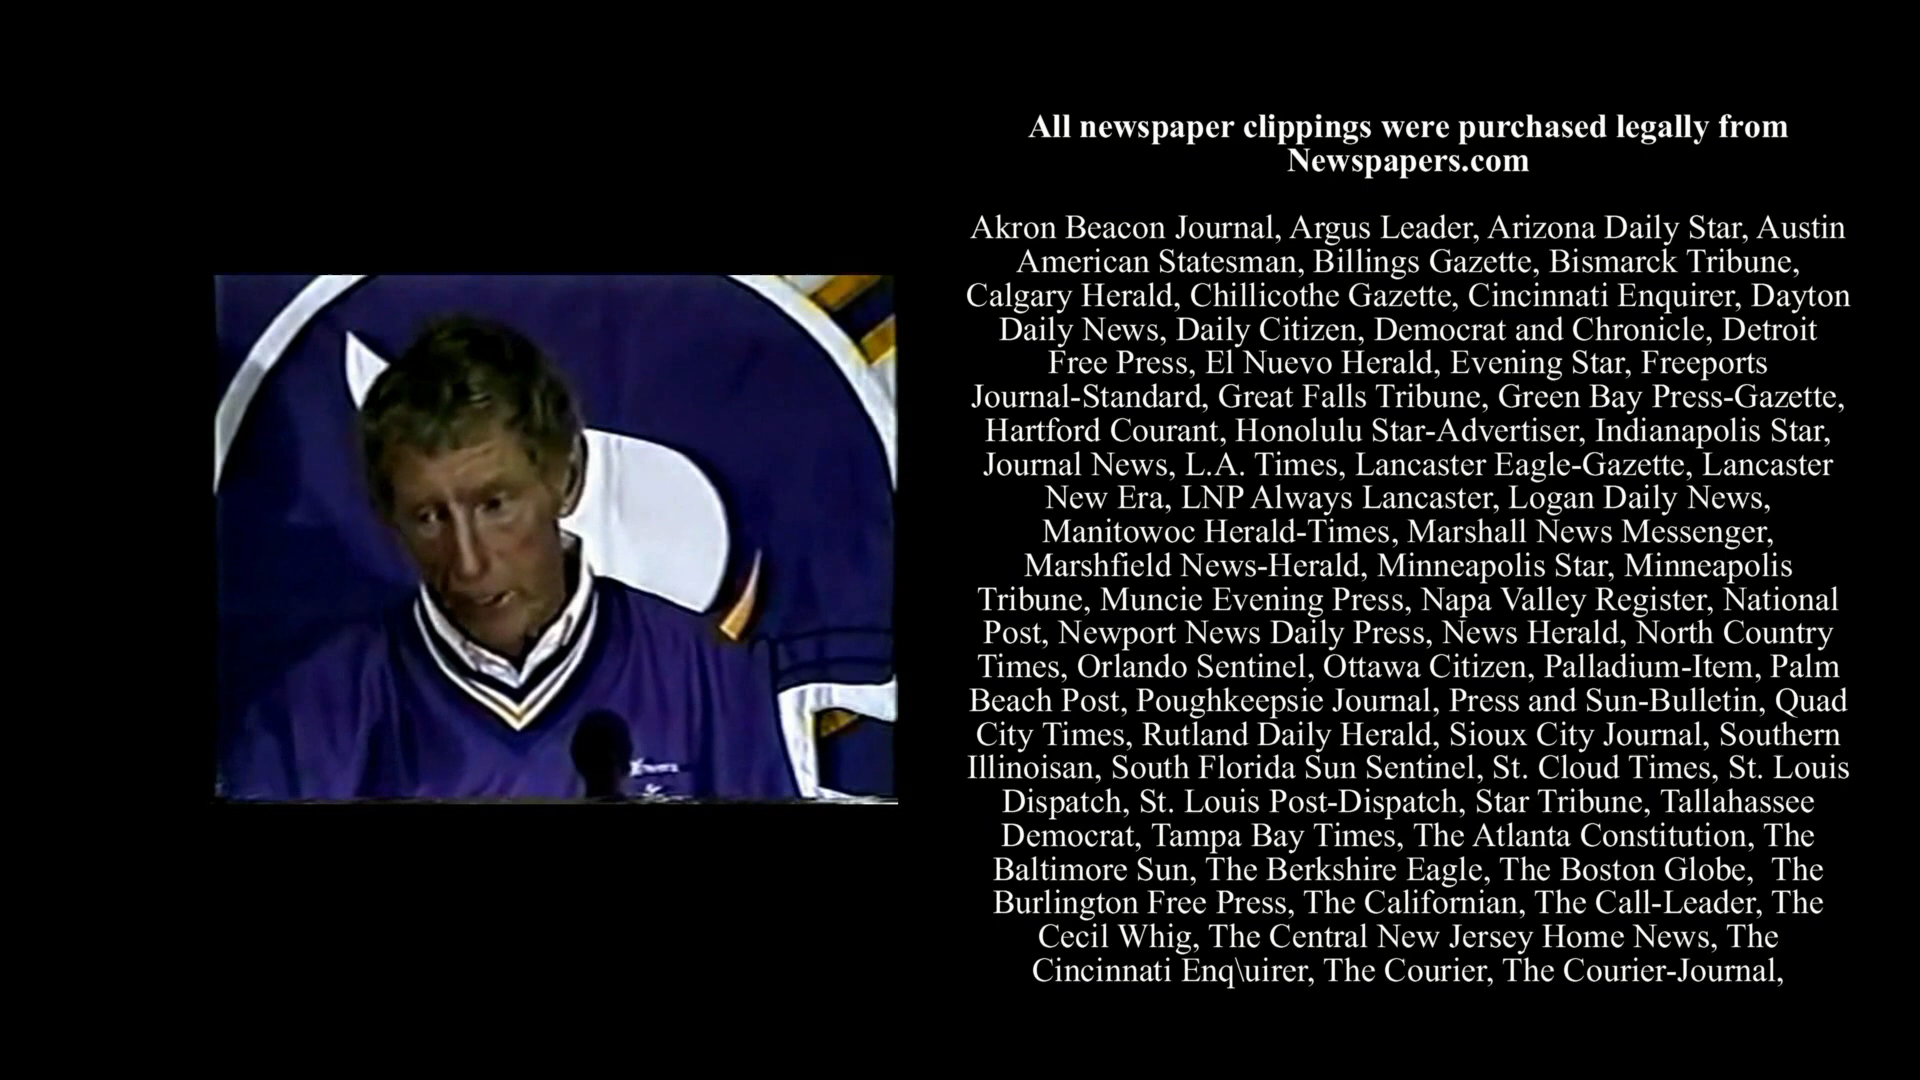 All newspaper clippings were purchased legally from
Newspapers.com
Akron Beacon Journal, Argus Leader, Arizona Daily Star, Austin
American Statesman, Billings Gazette, Bismarck Tribune,
Calgary Herald, Chillicothe Gazette, Cincinnati Enquirer, Dayton
Daily News, Daily Citizen, Democrat and Chronicle, Detroit
Free Press, El Nuevo Herald, Evening Star, Freeports
Journal-Standard, Great Falls Tribune, Green Bay Press-Gazette,
Hartford Courant, Honolulu Star-Advertiser, Indianapolis Star,
Journal News, L.A. Times, Lancaster Eagle-Gazette, Lancaster
New Era, LNP Always Lancaster, Logan Daily News,
Manitowoc Herald-Times, Marshall News Messenger,
Marshfield News-Herald, Minneapolis Star, Minneapolis
Tribune, Muncie Evening Press, Napa Valley Register, National
Post, Newport News Daily Press, News Herald, North Country
Times, Orlando Sentinel, Ottawa Citizen, Palladium-Item, Palm
Beach Post, Poughkeepsie Journal, Press and Sun-Bulletin, Quad
City Times, Rutland Daily Herald, Sioux City Journal, Southern
Illinoisan, South Florida Sun Sentinel, St. Cloud Times, St. Louis
Dispatch, St. Louis Post-Dispatch, Star Tribune, Tallahassee
Democrat, Tampa Bay Times, The Atlanta Constitution, The
Baltimore Sun, The Berkshire Eagle, The Boston Globe,  The
Burlington Free Press, The Californian, The Call-Leader, The
Cecil Whig, The Central New Jersey Home News, The
Cincinnati Enq\uirer, The Courier, The Courier-Journal,